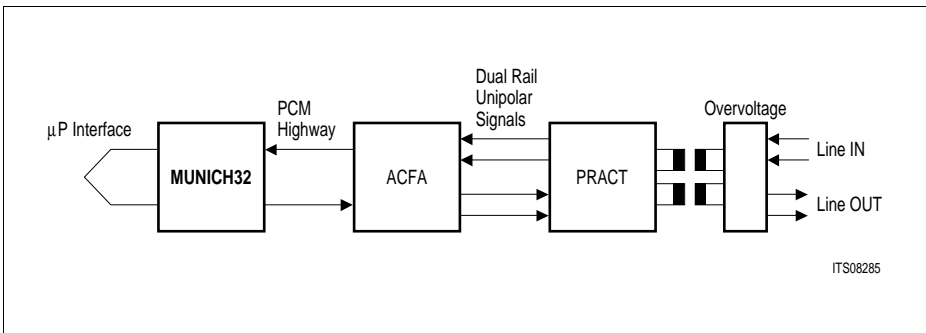 μP Interface
MUNICH32
PCM
Highway
ACFA
Dual Rail
Unipolar
Signals
PRACT
Overvoltage
Line IN
Line OUT
ITS08285